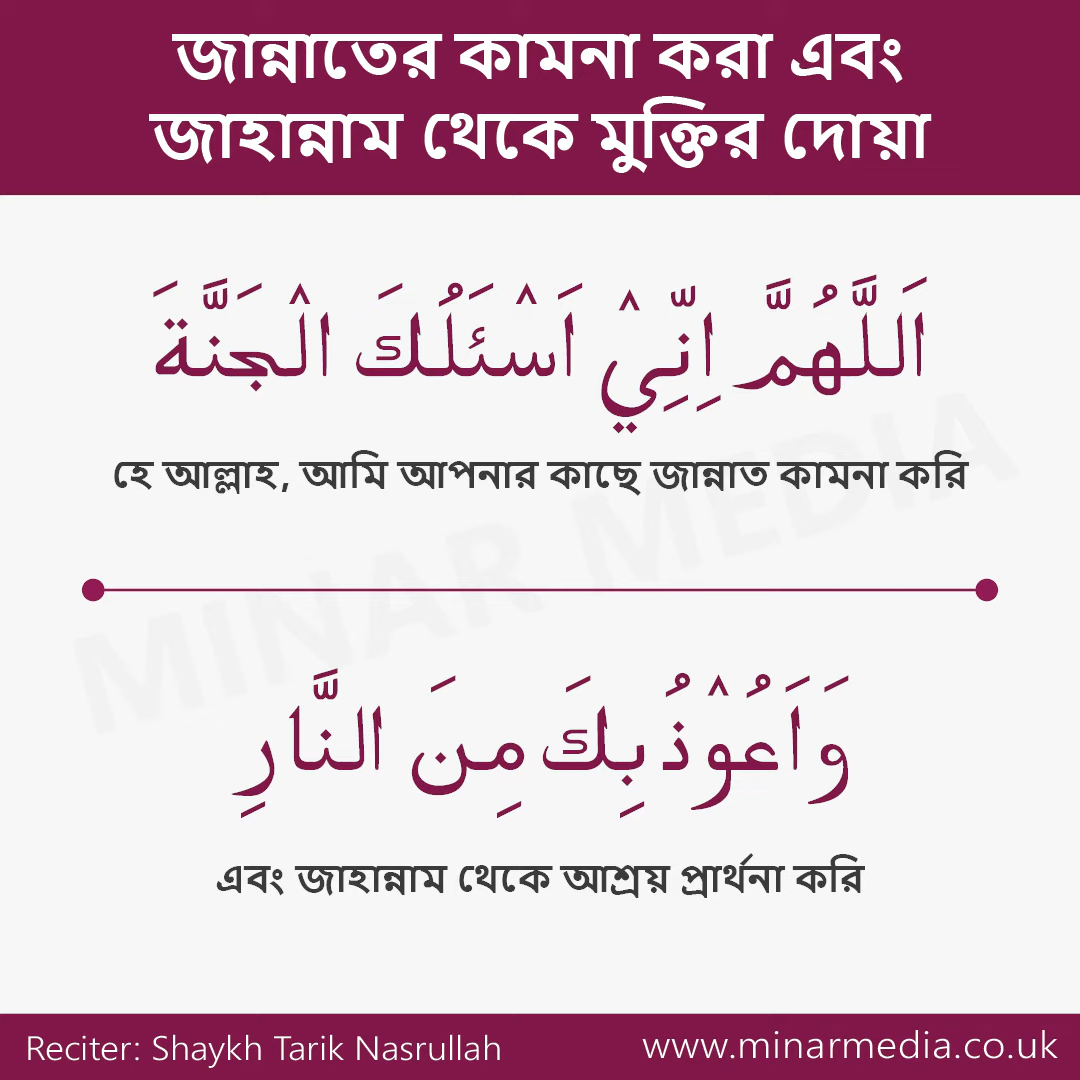 জান্নাতের কামনা করা এবং
জাহান্নাম থেকে মুক্তির দোয়া
اَللَّهُمَّ اِنِّيْ اَسْئَلُكَ الْجَنَّةَ
হে আল্লাহ, আমি আপনার কাছে জান্নাত কামনা করি
MINAR MEDIA
وَاَعُوْذُ بِكَ مِنَ النَّارِ
এবং জাহান্নাম থেকে আশ্রয় প্রার্থনা করি
Reciter: Shaykh Tarik Nasrullah
www.minarmedia.co.uk